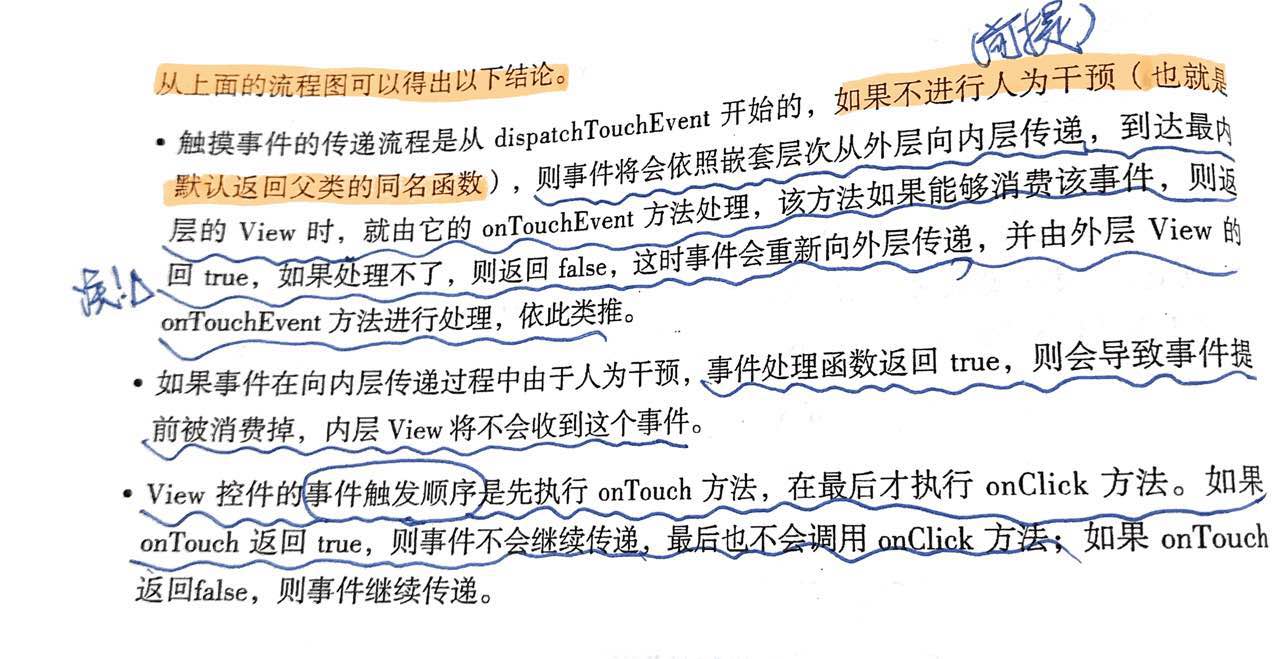 (前提)
从上面的流程图可以得出以下结论。
• 触摸事件的传递流程是从 dispatchTouchEvent 开始的，如果不进行人为干预（也就是
默认返回父类的同名函数），则事件将会依照嵌套层次从外层向内层传递，到达最内
层的 View 时，就由它的 onTouchEvent 方法处理，该方法如果能够消费该事件，则返
回 true，如果处理不了，则返回 false，这时事件会重新向外层传递，并由外层 View 的
onTouchEvent 方法进行处理，依此类推。
• 如果事件在向内层传递过程中由于人为干预，事件处理函数返回 true，则会导致事件提
前被消费掉，内层 View 将不会收到这个事件。
• View 控件的事件触发顺序是先执行 onTouch 方法，在最后才执行 onClick 方法。如果
onTouch 返回 true，则事件不会继续传递，最后也不会调用 onClick 方法；如果 onTouch
返回false，则事件继续传递。